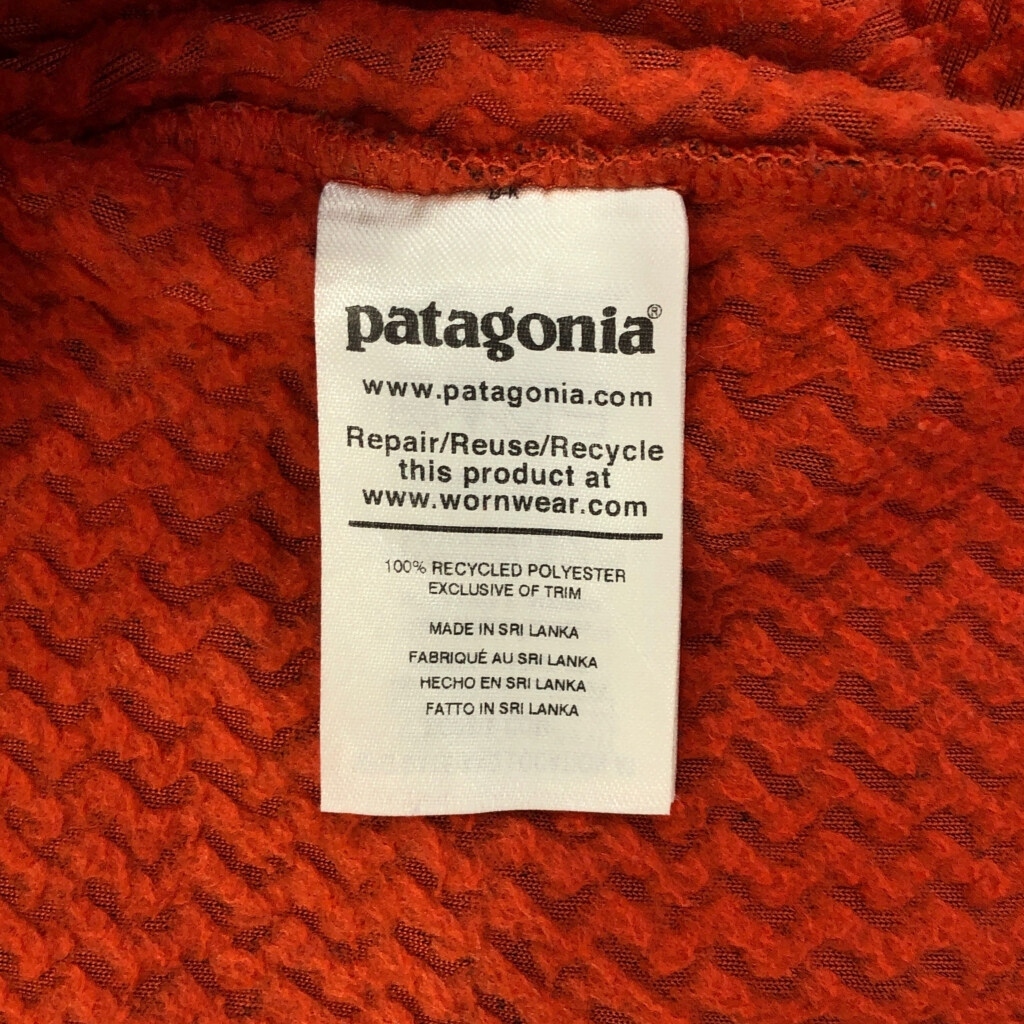 patagonia®
www.patagonia.com
Repair/Reuse/Recycle
this product at
www.wornwear.com
100% RECYCLED POLYESTER
EXCLUSIVE OF TRIM
MADE IN SRI LANKA
FABRIQUÉ AU SRI LANKA
HECHO EN SRI LANKA
FATTO IN SRI LANKA